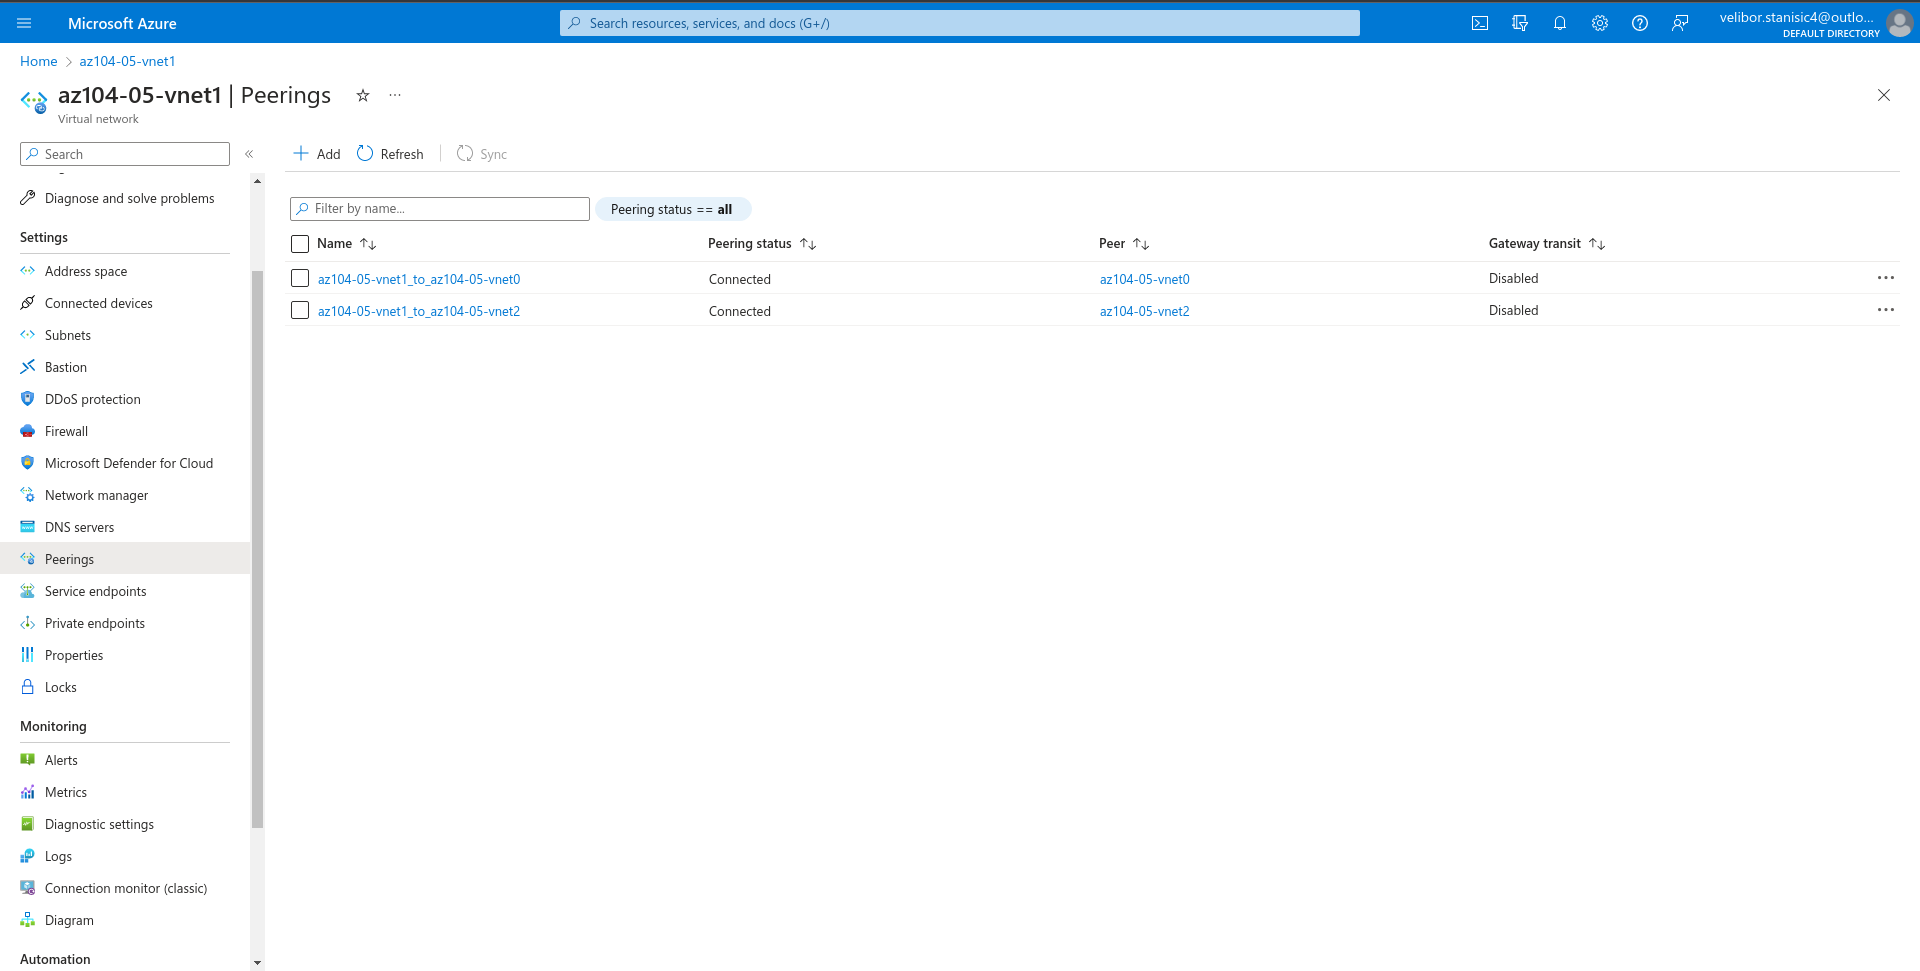 Microsoft Azure
Search resources, services, and docs (G+/)
velibor.stanisic4@outlo...
DEFAULT DIRECTORY
Home > az104-05-vnet1
az104-05-vnet1 | Peerings
Virtual network
Search
Add Refresh Sync
Diagnose and solve problems
Settings
Address space
Connected devices
Subnets
Bastion
DDoS protection
Firewall
Microsoft Defender for Cloud
Network manager
DNS servers
Peerings
Service endpoints
Private endpoints
Properties
Locks
Monitoring
Alerts
Metrics
Diagnostic settings
Logs
Connection monitor (classic)
Diagram
Automation
Filter by name...
Peering status == all
Name Peering status Peer Gateway transit
az104-05-vnet1_to_az104-05-vnet0 Connected az104-05-vnet0 Disabled
az104-05-vnet1_to_az104-05-vnet2 Connected az104-05-vnet2 Disabled